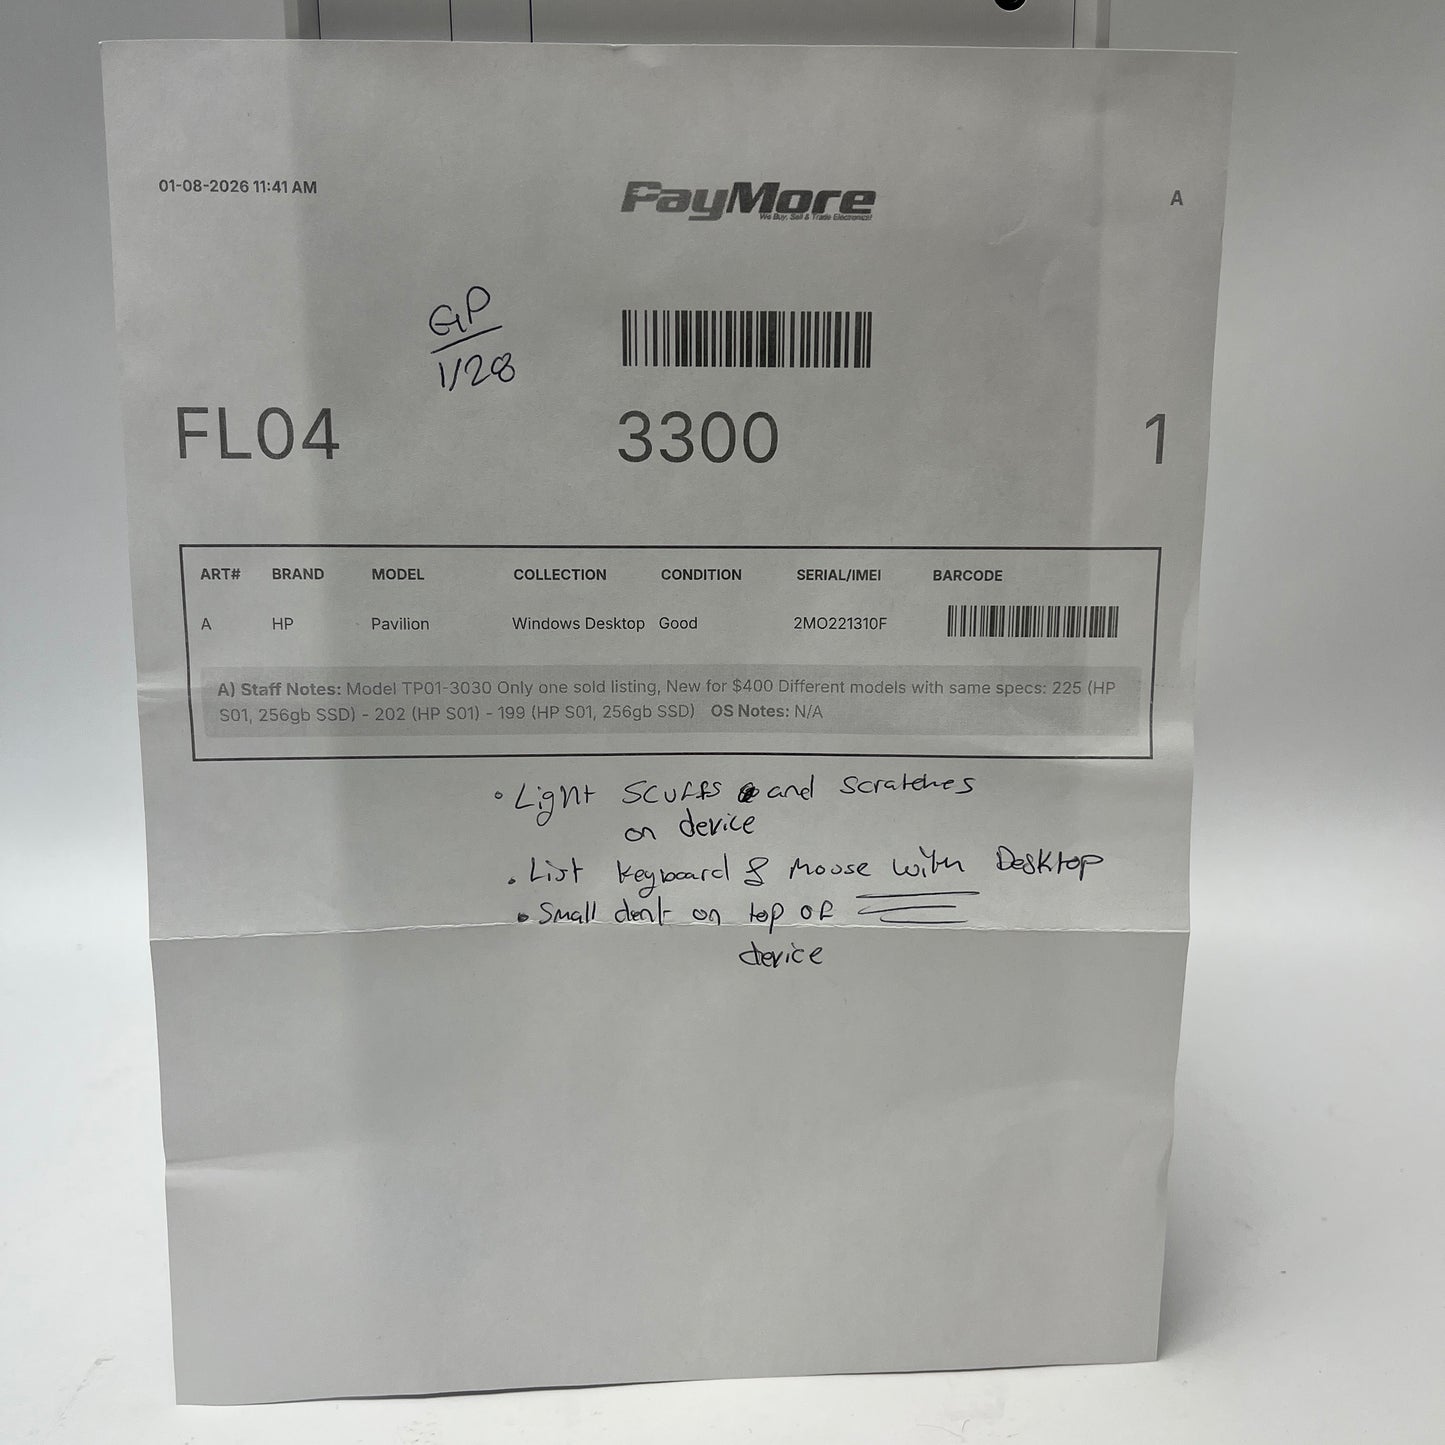 01-08-2026 11:41 AM
PayMore
We Buy, Sell & Trade Electronics!
A
GP
1/28
FL04 3300 1
ART# BRAND MODEL COLLECTION CONDITION SERIAL/IMEI BARCODE
A HP Pavilion Windows Desktop Good 2MO221310F
A) Staff Notes: Model TP01-3030 Only one sold listing, New for $400 Different models with same specs: 225 (HP
S01, 256gb SSD) - 202 (HP S01) - 199 (HP S01, 256gb SSD) OS Notes: N/A
• Light scuffs and scratches
on device
• List keyboard & mouse with Desktop
• Small dent on top of
device